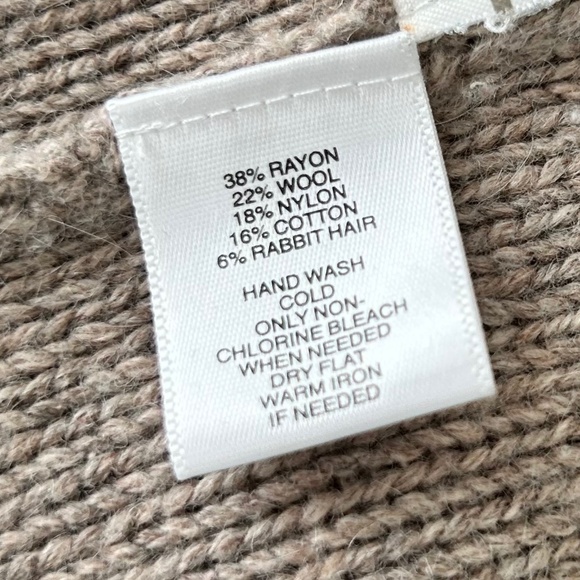 38% RAYON
22% WOOL
18% NYLON
16% COTTON
6% RABBIT HAIR
HAND WASH
COLD
ONLY NON-
CHLORINE BLEACH
WHEN NEEDED
DRY FLAT
WARM IRON
IF NEEDED